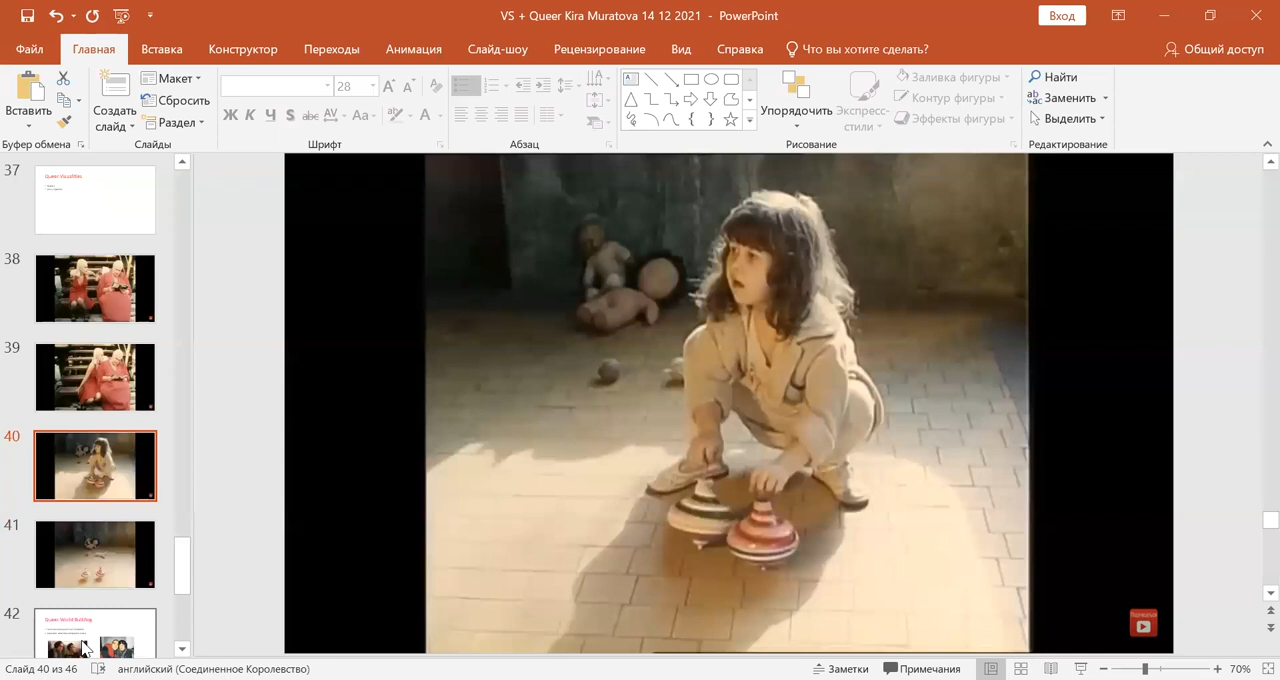 VS + Queer Kira Muratova 14 12 2021 - PowerPoint
Вход
Файл
Главная
Вставка
Конструктор
Переходы
Анимация
Слайд-шоу
Рецензирование
Вид
Справка
Что вы хотите сделать?
Общий доступ
Вставить
Создать слайд
Макет
Сбросить
Раздел
28
Ж К Ч S abc AV Aa A
Упорядочить
Экспресс-стили
Заливка фигуры
Контур фигуры
Эффекты фигуры
Найти
Заменить
Выделить
Буфер обмена
Слайды
Шрифт
Абзац
Рисование
Редактирование
37
Queer Visualities
38
39
40
41
42
Queer World Building
Слайд 40 из 46
английский (Соединенное Королевство)
Заметки
Примечания
70%